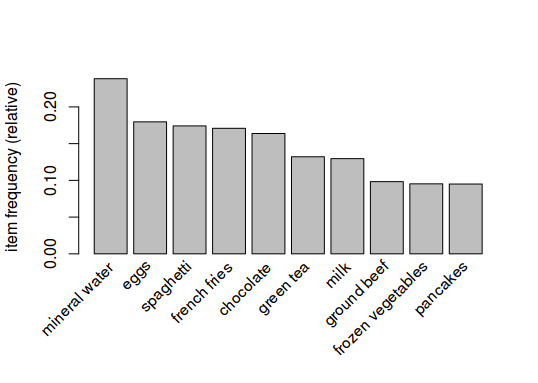 item frequency (relative)
0.20
0.10
0.00
mineral water
eggs
spaghetti
french fries
chocolate
green tea
milk
ground beef
frozen vegetables
pancakes